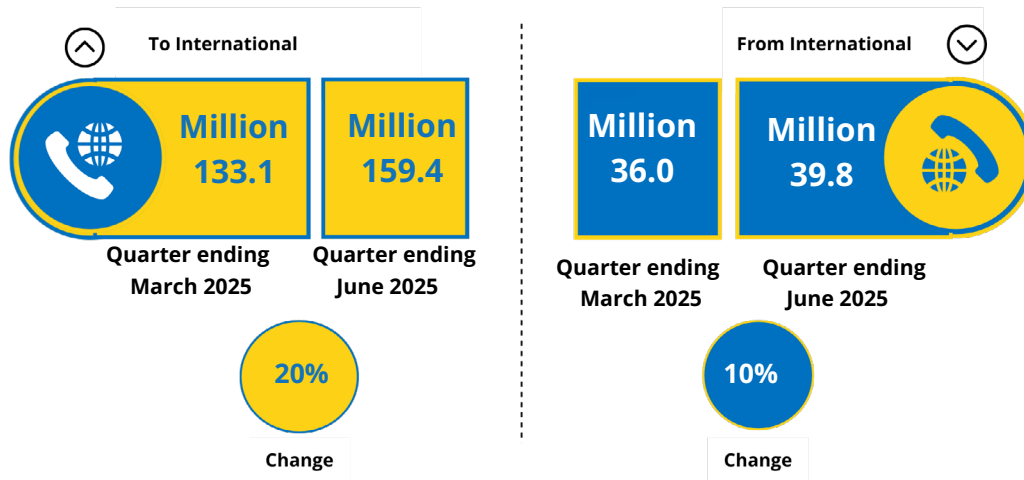 To International
Million
133.1
Million
159.4
Quarter ending
March 2025
Quarter ending
June 2025
20%
Change
From International
Million
36.0
Million
39.8
Quarter ending
March 2025
Quarter ending
June 2025
10%
Change